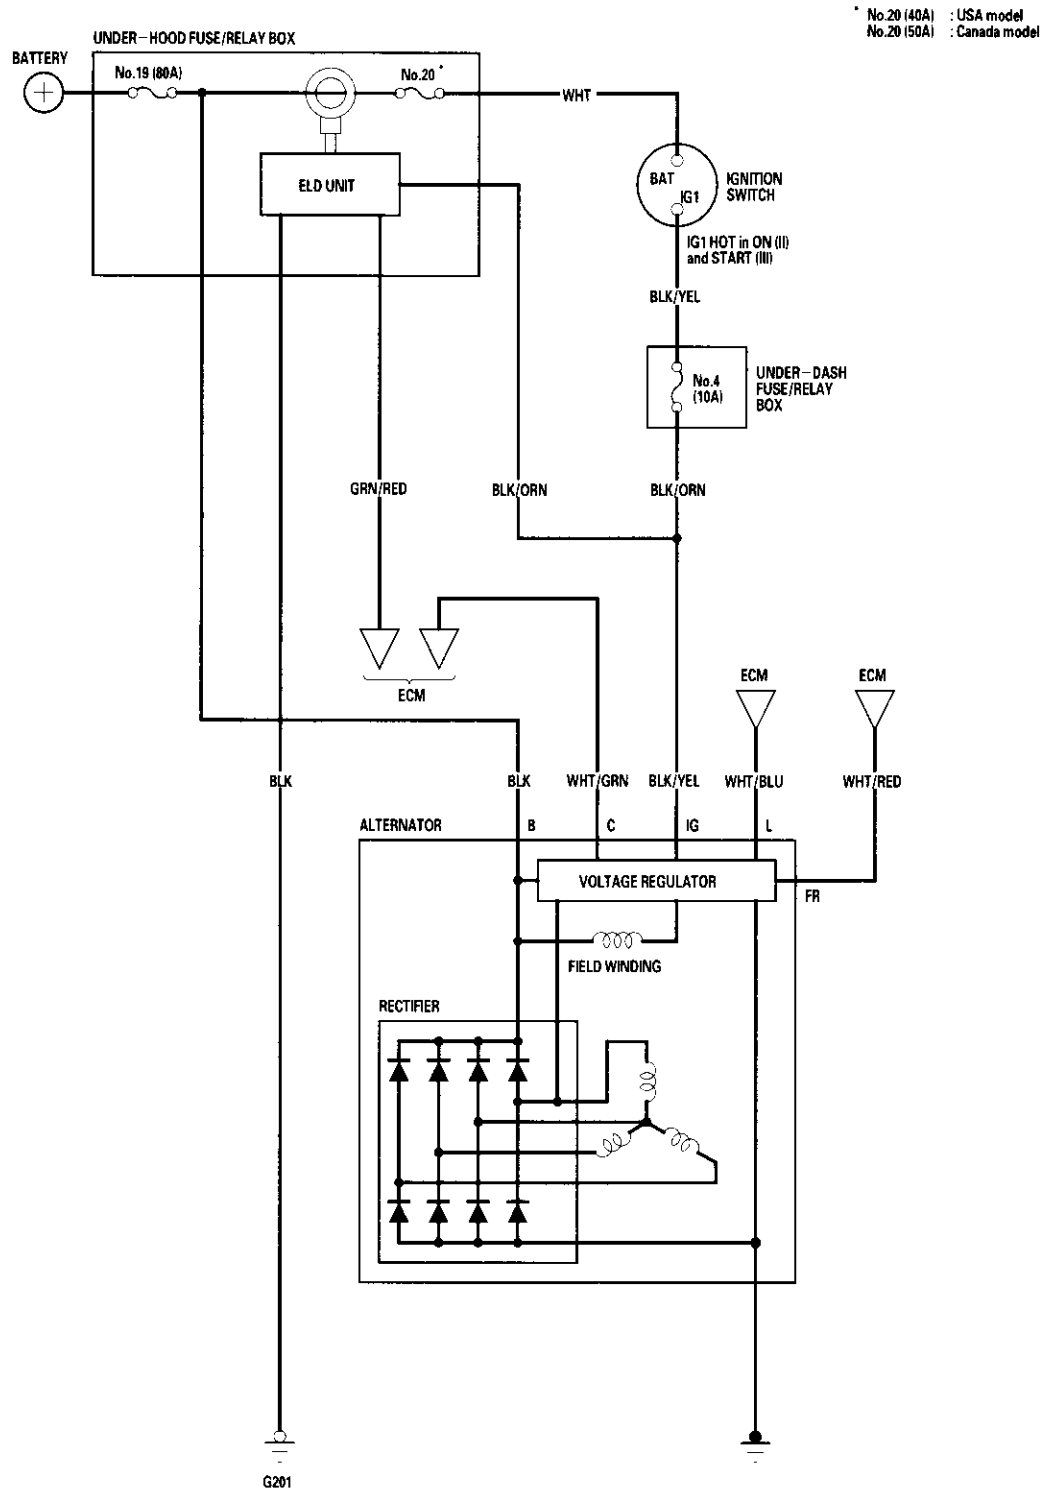 * No.20 (40A) : USA model
No.20 (50A) : Canada model
UNDER-HOOD FUSE/RELAY BOX
BATTERY
No.19 (80A)
No.20 *
WHT
ELD UNIT
BAT
IG1
IGNITION
SWITCH
IG1 HOT in ON (II)
and START (III)
BLK/YEL
No.4
(10A)
UNDER-DASH
FUSE/RELAY
BOX
GRN/RED
BLK/ORN
BLK/ORN
ECM
ECM
ECM
BLK
BLK
WHT/GRN
BLK/YEL
WHT/BLU
WHT/RED
ALTERNATOR
B
C
IG
L
VOLTAGE REGULATOR
FR
FIELD WINDING
RECTIFIER
G201